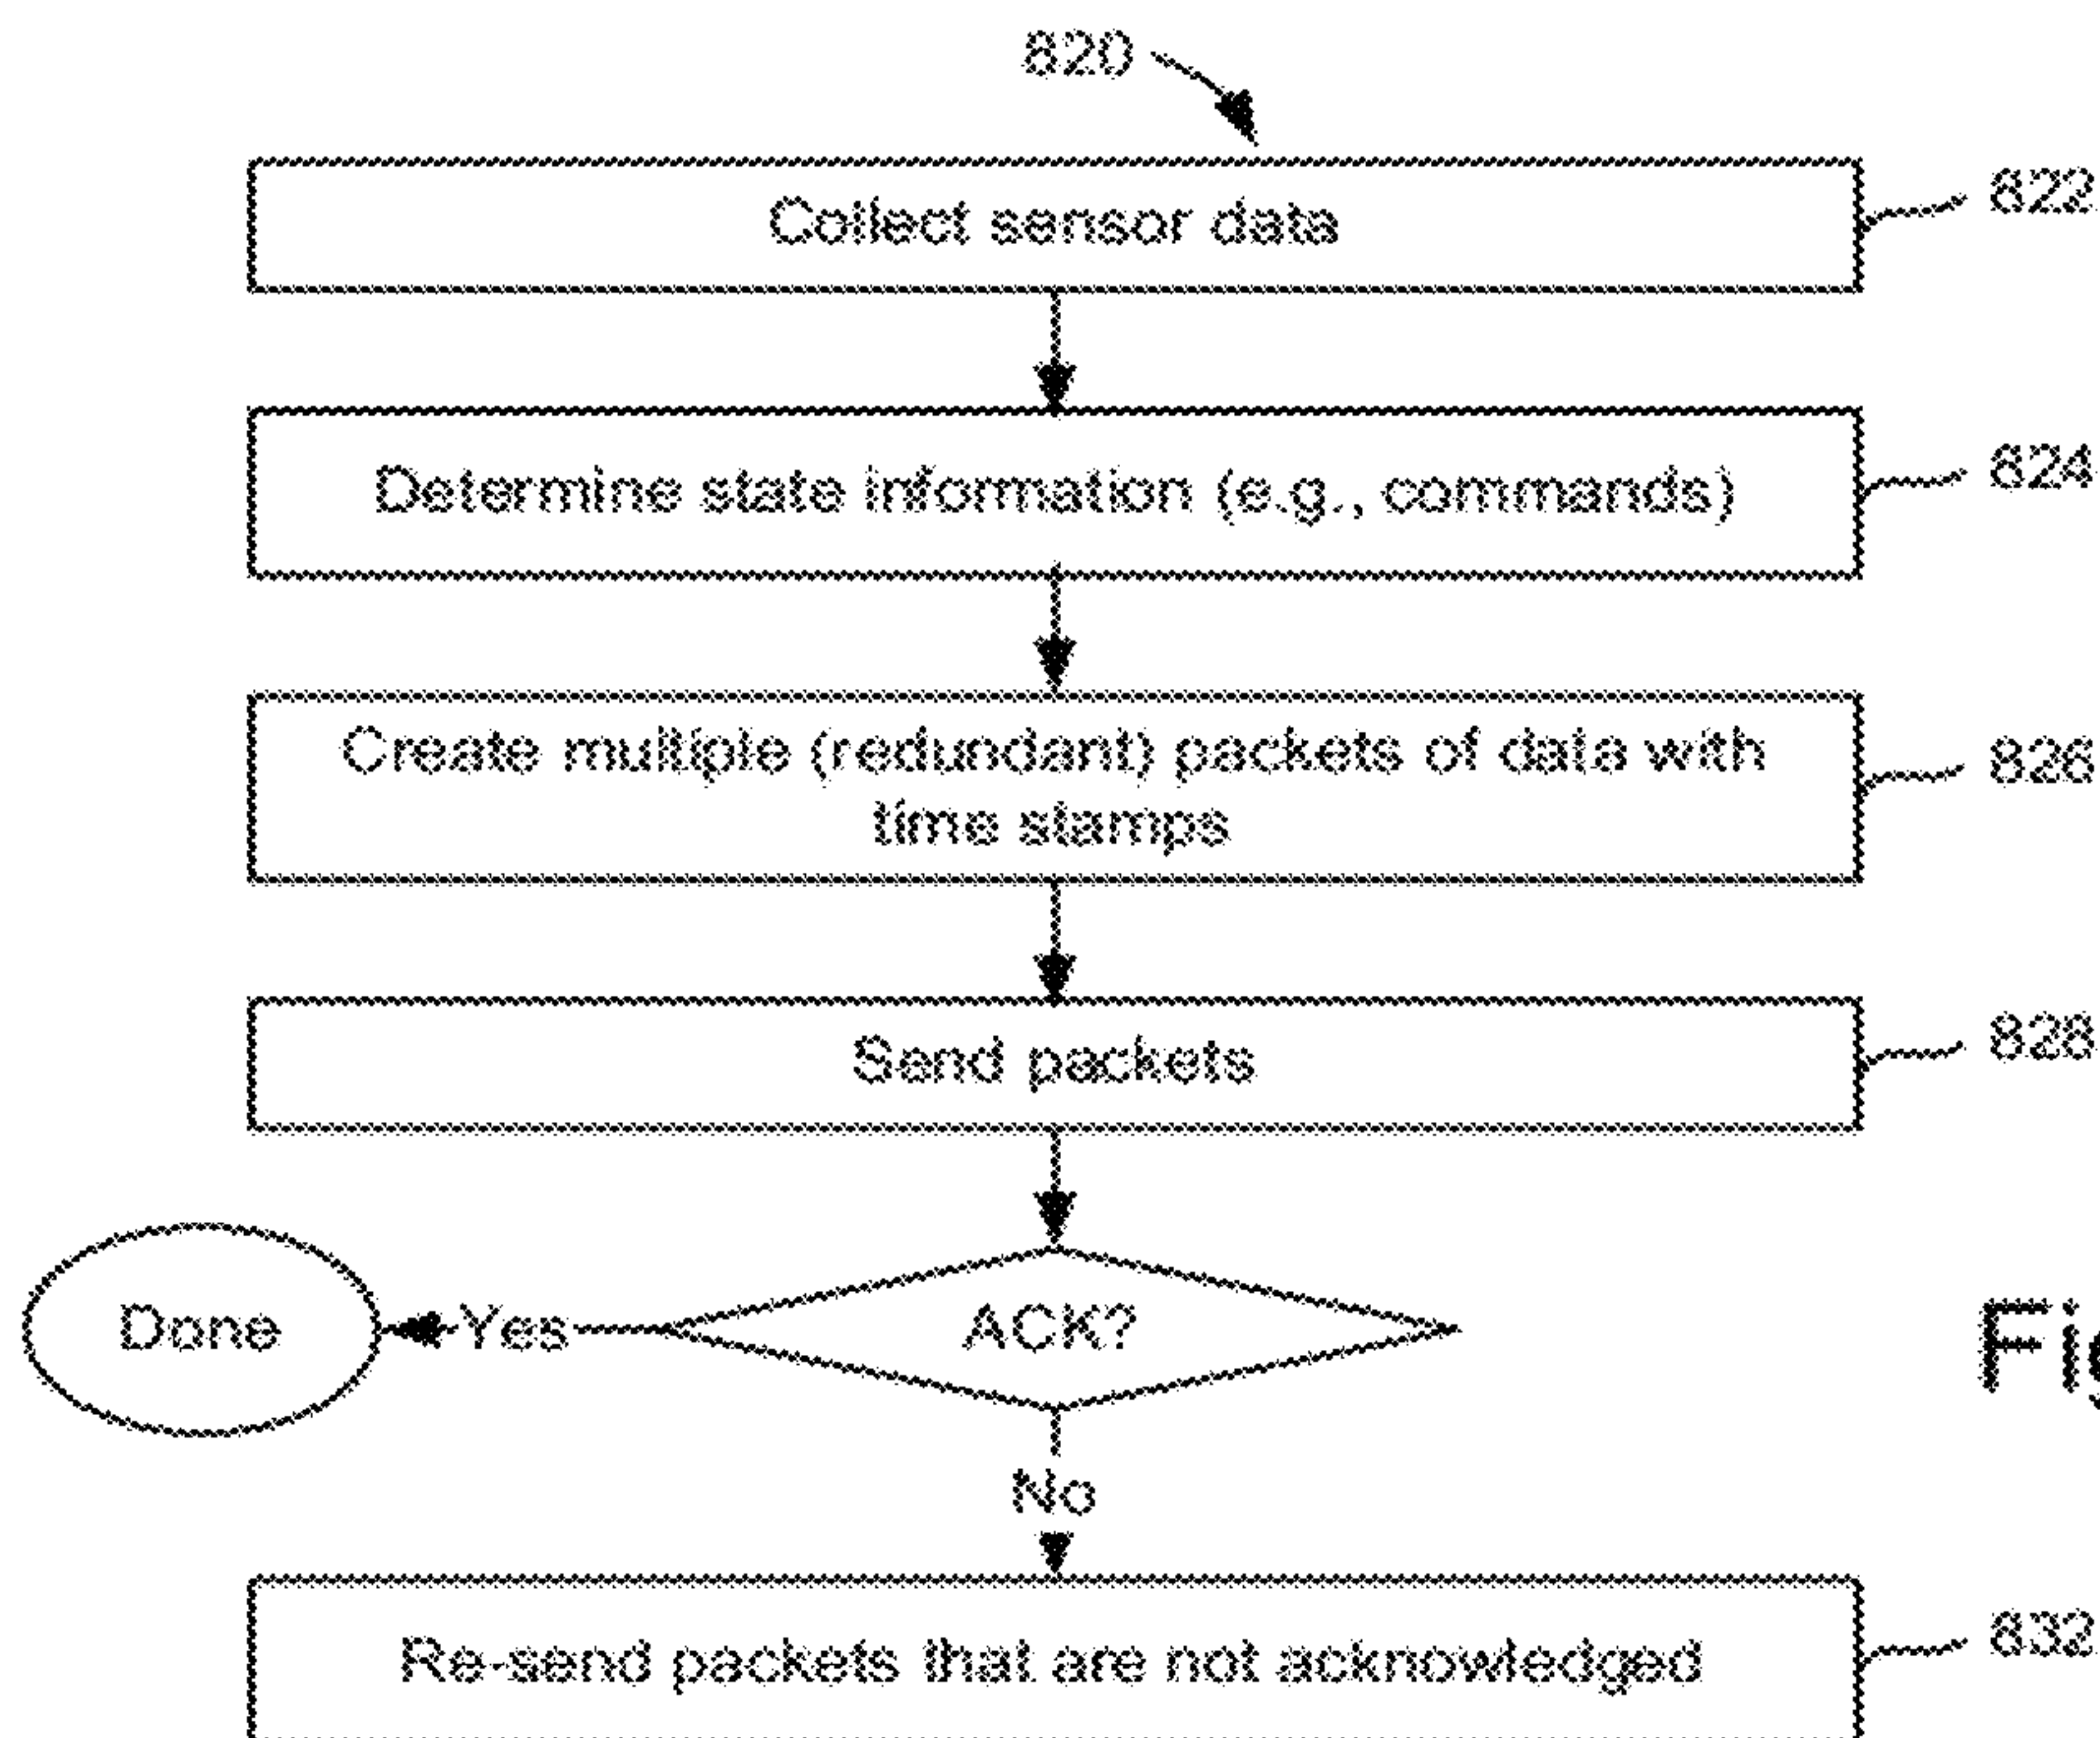 820
Collect sensor data
822
Determine state information (e.g., commands)
824
Create multiple (redundant) packets of data with
time stamps
826
Send packets
828
Done
Yes
ACK?
No
Re-send packets that are not acknowledged
832